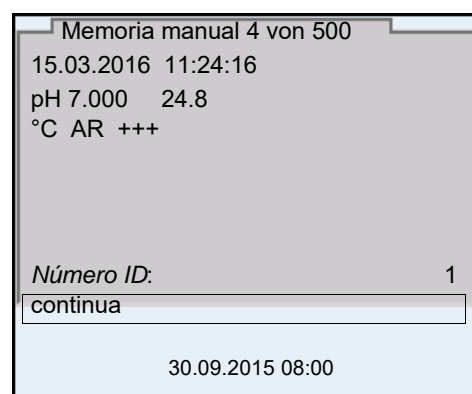 Memoria manual 4 von 500
15.03.2016 11:24:16
pH 7.000 24.8
°C AR +++
Número ID: 1
continua
30.09.2015 08:00